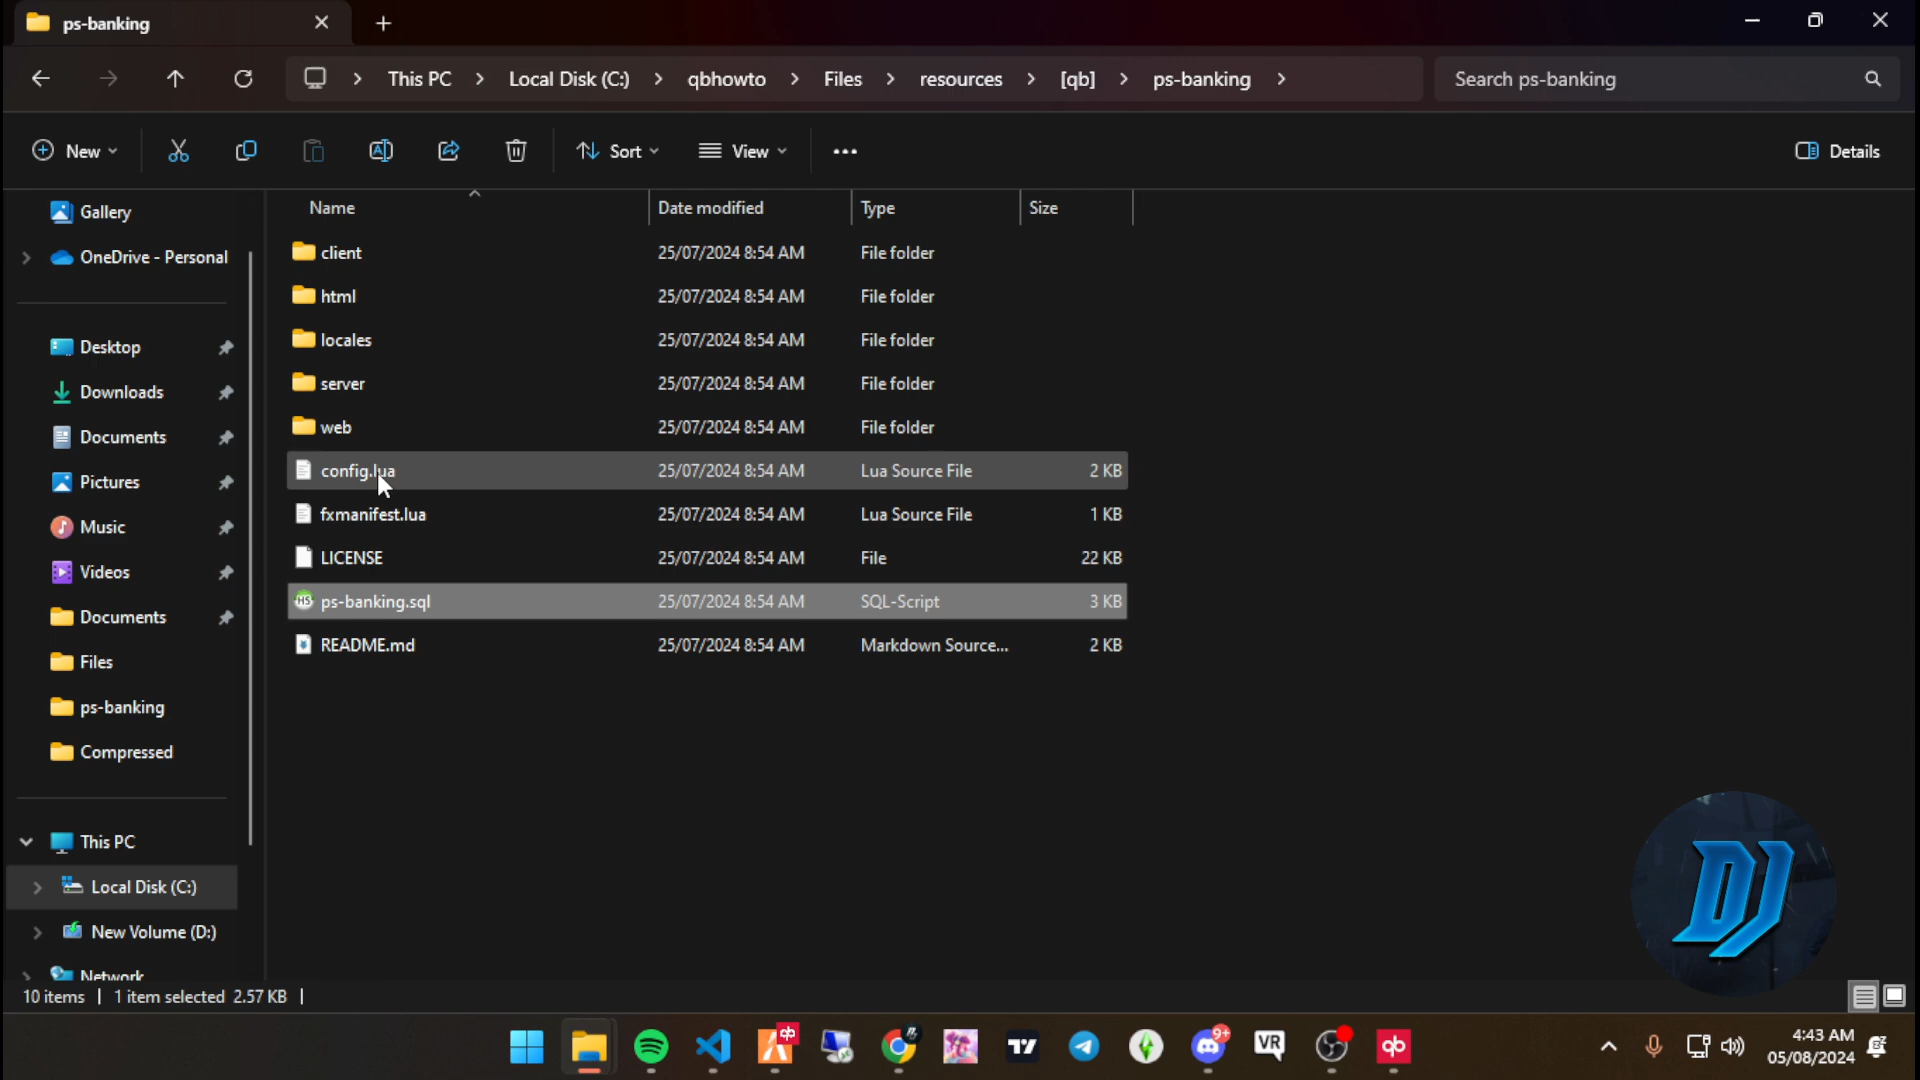 ps-banking
This PC > Local Disk (C:) > qbhowto > Files > resources > [qb] > ps-banking >
Search ps-banking
New
Sort
View
Details
Gallery
OneDrive - Personal
Desktop
Downloads
Documents
Pictures
Music
Videos
Documents
Files
ps-banking
Compressed
This PC
Local Disk (C:)
New Volume (D:)
Network
Name Date modified Type Size
client 25/07/2024 8:54 AM File folder
html 25/07/2024 8:54 AM File folder
locales 25/07/2024 8:54 AM File folder
server 25/07/2024 8:54 AM File folder
web 25/07/2024 8:54 AM File folder
config.lua 25/07/2024 8:54 AM Lua Source File 2 KB
fxmanifest.lua 25/07/2024 8:54 AM Lua Source File 1 KB
LICENSE 25/07/2024 8:54 AM File 22 KB
HS ps-banking.sql 25/07/2024 8:54 AM SQL-Script 3 KB
README.md 25/07/2024 8:54 AM Markdown Source... 2 KB
DJ
10 items | 1 item selected 2.57 KB |
qb
9+
VR
qb
4:43 AM
05/08/2024